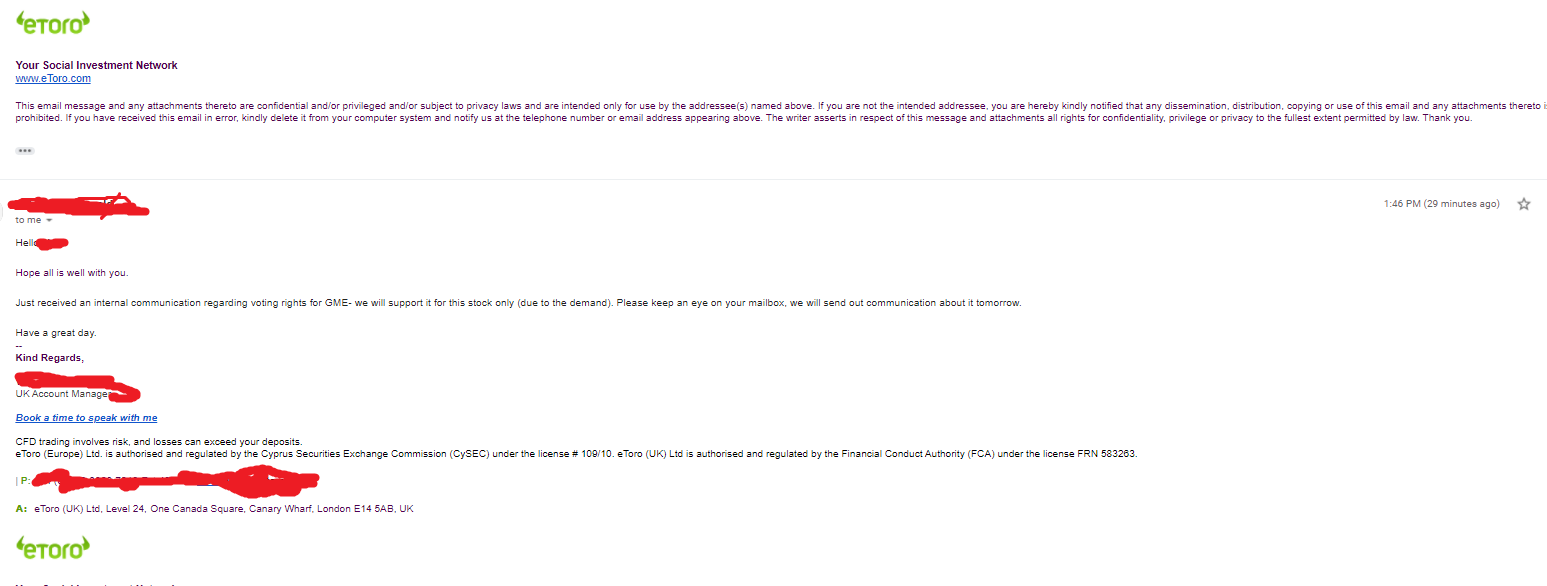 eToro
Your Social Investment Network
www.eToro.com
This email message and any attachments thereto are confidential and/or privileged and/or subject to privacy laws and are intended only for use by the addressee(s) named above. If you are not the intended addressee, you are hereby kindly notified that any dissemination, distribution, copying or use of this email and any attachments thereto
prohibited. If you have received this email in error, kindly delete it from your computer system and notify us at the telephone number or email address appearing above. The writer asserts in respect of this message and attachments all rights for confidentiality, privilege or privacy to the fullest extent permitted by law. Thank you.
1:46 PM (29 minutes ago)
to me
Hello
Hope all is well with you.
Just received an internal communication regarding voting rights for GME- we will support it for this stock only (due to the demand). Please keep an eye on your mailbox, we will send out communication about it tomorrow.
Have a great day.
--
Kind Regards,
UK Account Manager
Book a time to speak with me
CFD trading involves risk, and losses can exceed your deposits.
eToro (Europe) Ltd. is authorised and regulated by the Cyprus Securities Exchange Commission (CySEC) under the license # 109/10. eToro (UK) Ltd is authorised and regulated by the Financial Conduct Authority (FCA) under the license FRN 583263.
| P:
A: eToro (UK) Ltd, Level 24, One Canada Square, Canary Wharf, London E14 5AB, UK
eToro